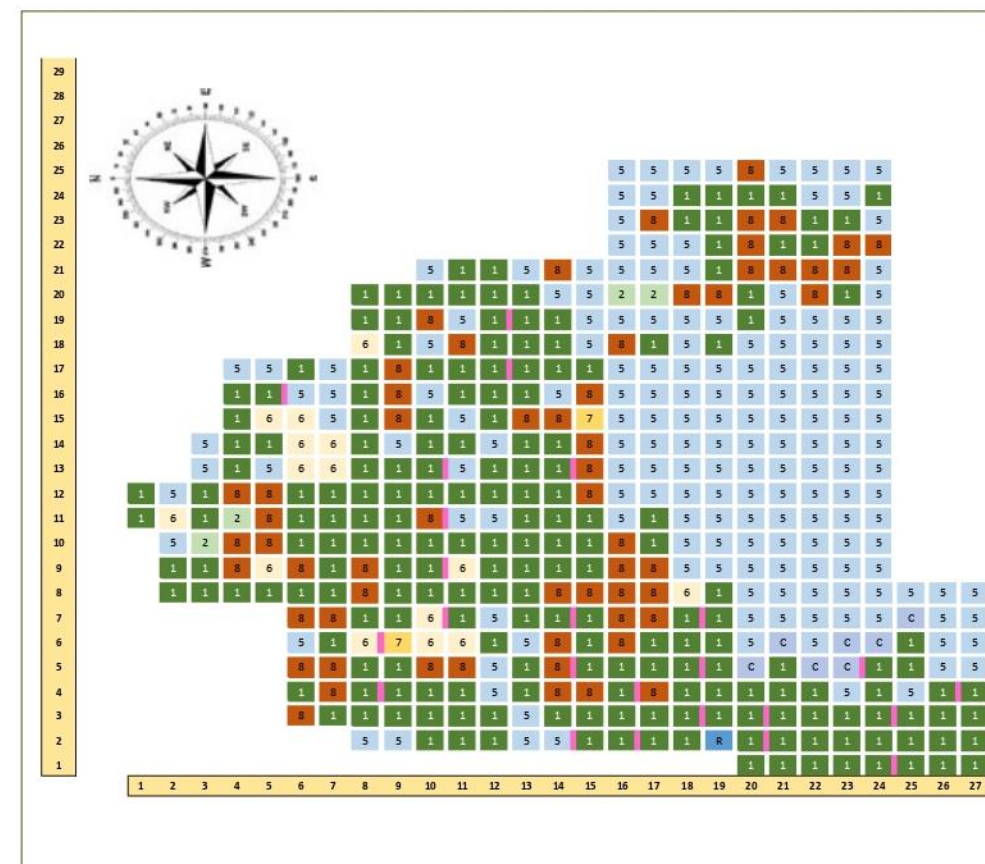 29
28
27
26
25 5 5 5 5 8 5 5 5 5
24 5 5 1 1 1 1 5 5 1
23 5 8 1 1 8 8 1 1 5
22 5 5 5 1 8 1 1 8 8
21 5 1 1 5 8 5 5 5 5 1 8 8 8 8 5
20 1 1 1 1 1 1 5 5 2 2 8 8 1 5 8 1 5
19 1 1 8 5 1 1 1 5 5 5 5 5 1 5 5 5 5
18 6 1 5 8 1 1 1 5 8 1 5 1 5 5 5 5 5
17 5 5 1 5 1 8 1 1 1 1 1 1 5 5 5 5 5 5 5 5 5
16 1 1 5 5 1 8 5 1 1 1 5 8 5 5 5 5 5 5 5 5 5
15 1 6 6 5 1 8 1 5 1 8 8 7 5 5 5 5 5 5 5 5 5
14 5 1 1 6 6 1 5 1 1 5 1 1 8 5 5 5 5 5 5 5 5 5
13 5 1 5 6 6 1 1 1 5 1 1 1 8 5 5 5 5 5 5 5 5 5
12 1 5 1 8 8 1 1 1 1 1 1 1 1 1 8 5 5 5 5 5 5 5 5 5
11 1 6 1 2 8 1 1 1 1 8 5 5 1 1 1 5 1 5 5 5 5 5 5 5
10 5 2 8 8 1 1 1 1 1 1 1 1 1 1 8 1 5 5 5 5 5 5 5
9 1 1 8 6 8 1 8 1 1 6 1 1 1 1 8 8 5 5 5 5 5 5 5
8 1 1 1 1 1 1 8 1 1 1 1 1 8 8 8 8 6 1 5 5 5 5 5 5 5 5
7 8 8 1 1 6 1 5 1 1 1 8 8 1 1 5 5 5 5 5 C 5 5
6 5 1 6 7 6 6 1 5 8 1 8 1 1 1 5 C 5 C C 1 5 5
5 8 8 1 1 8 8 5 1 8 1 1 1 1 1 C 1 C C 1 1 5 5
4 1 8 1 1 1 1 5 1 8 8 1 8 1 1 1 1 1 5 1 5 1 1
3 8 1 1 1 1 1 1 5 1 1 1 1 1 1 1 1 1 1 1 1 1 1
2 5 5 1 1 1 5 5 1 1 1 1 R 1 1 1 1 1 1 1 1
1 1 1 1 1 1 1 1 1
1 2 3 4 5 6 7 8 9 10 11 12 13 14 15 16 17 18 19 20 21 22 23 24 25 26 27
N
S